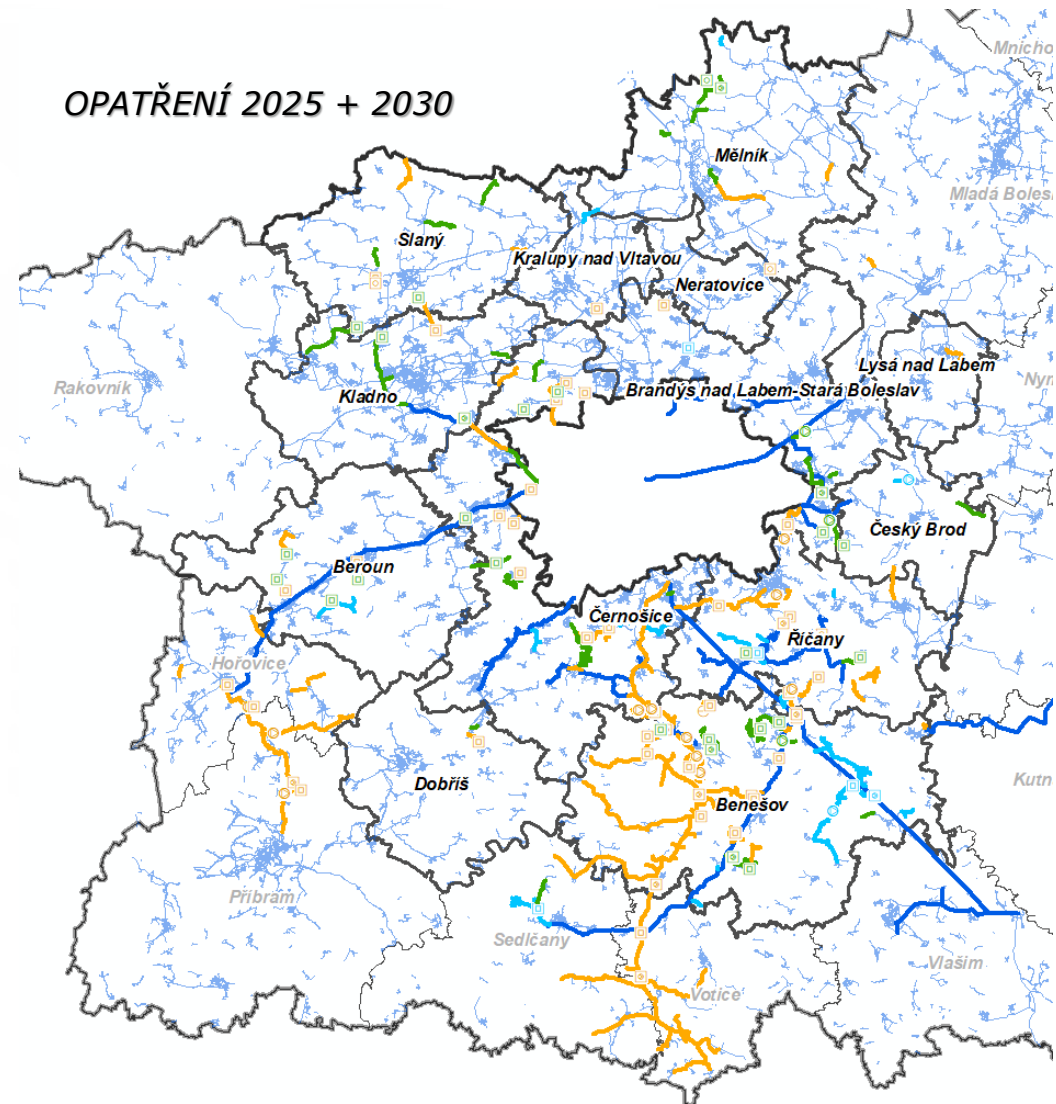 Mnicho
OPATŘENÍ 2025 + 2030
Mělník
Mladá Bolesl
Slaný
Kralupy nad Vltavou
Neratovice
Lysá nad Labem
Nym
Rakovník
Kladno
Brandýs nad Labem-Stará Boleslav
Český Brod
Beroun
Černošice
Říčany
Hořovice
Kutn
Dobříš
Benešov
Příbram
Sedlčany
Vlašim
Votice